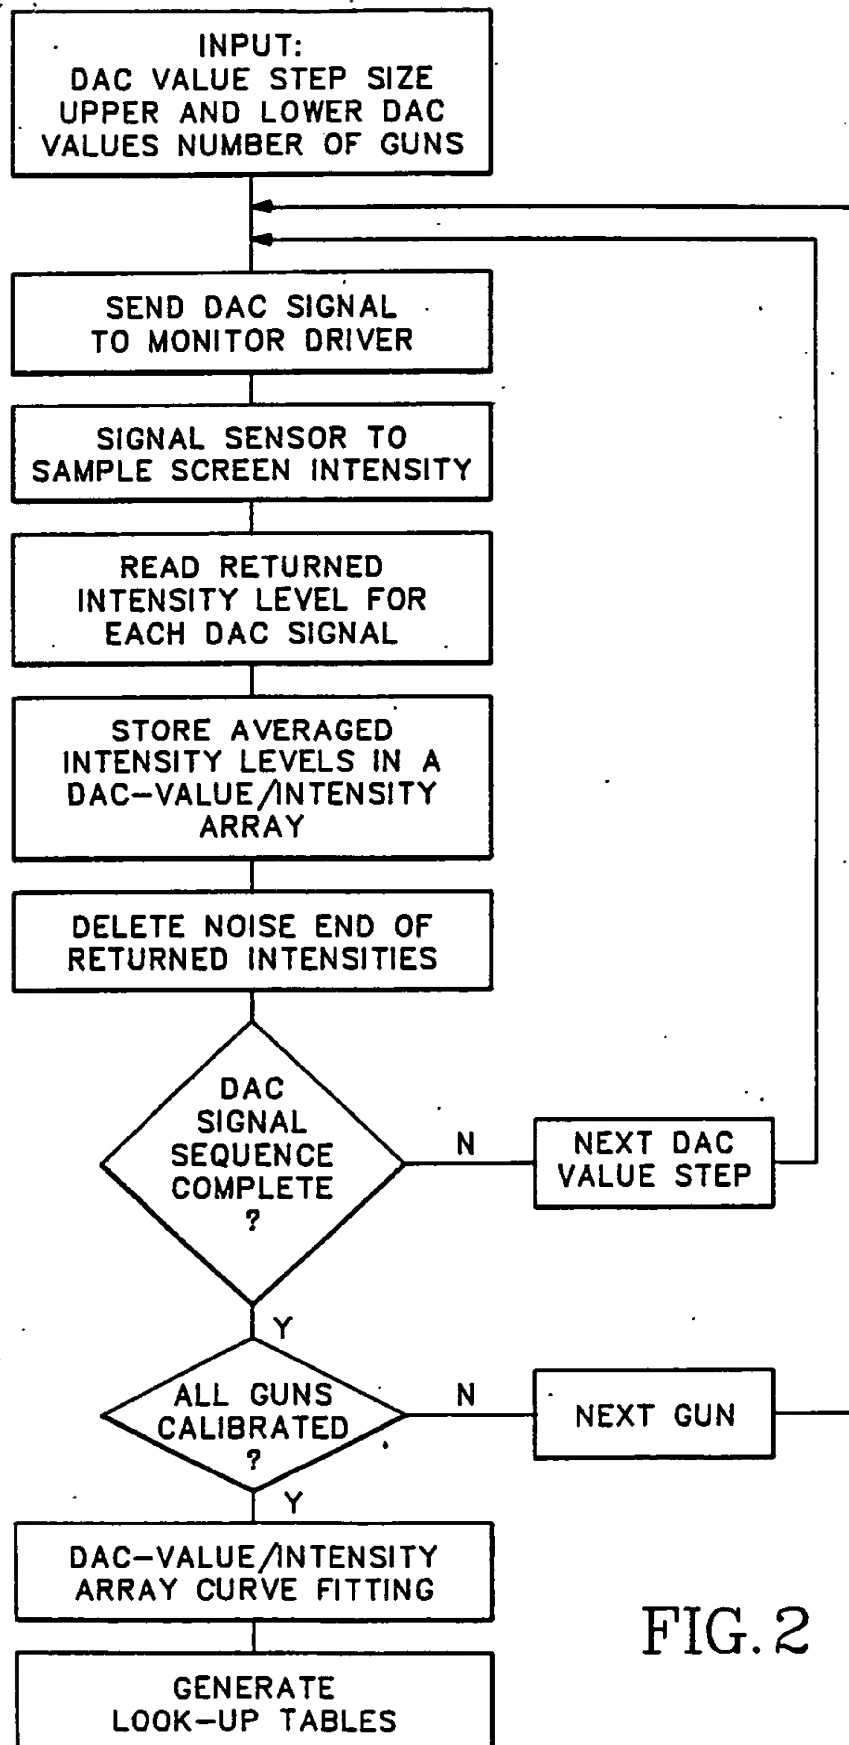 INPUT:
DAC VALUE STEP SIZE
UPPER AND LOWER DAC
VALUES NUMBER OF GUNS
SEND DAC SIGNAL
TO MONITOR DRIVER
SIGNAL SENSOR TO
SAMPLE SCREEN INTENSITY
READ RETURNED
INTENSITY LEVEL FOR
EACH DAC SIGNAL
STORE AVERAGED
INTENSITY LEVELS IN A
DAC-VALUE/INTENSITY
ARRAY
DELETE NOISE END OF
RETURNED INTENSITIES
DAC
SIGNAL
SEQUENCE
COMPLETE
?
N
NEXT DAC
VALUE STEP
Y
ALL GUNS
CALIBRATED
?
N
NEXT GUN
Y
DAC-VALUE/INTENSITY
ARRAY CURVE FITTING
GENERATE
LOOK-UP TABLES
FIG. 2